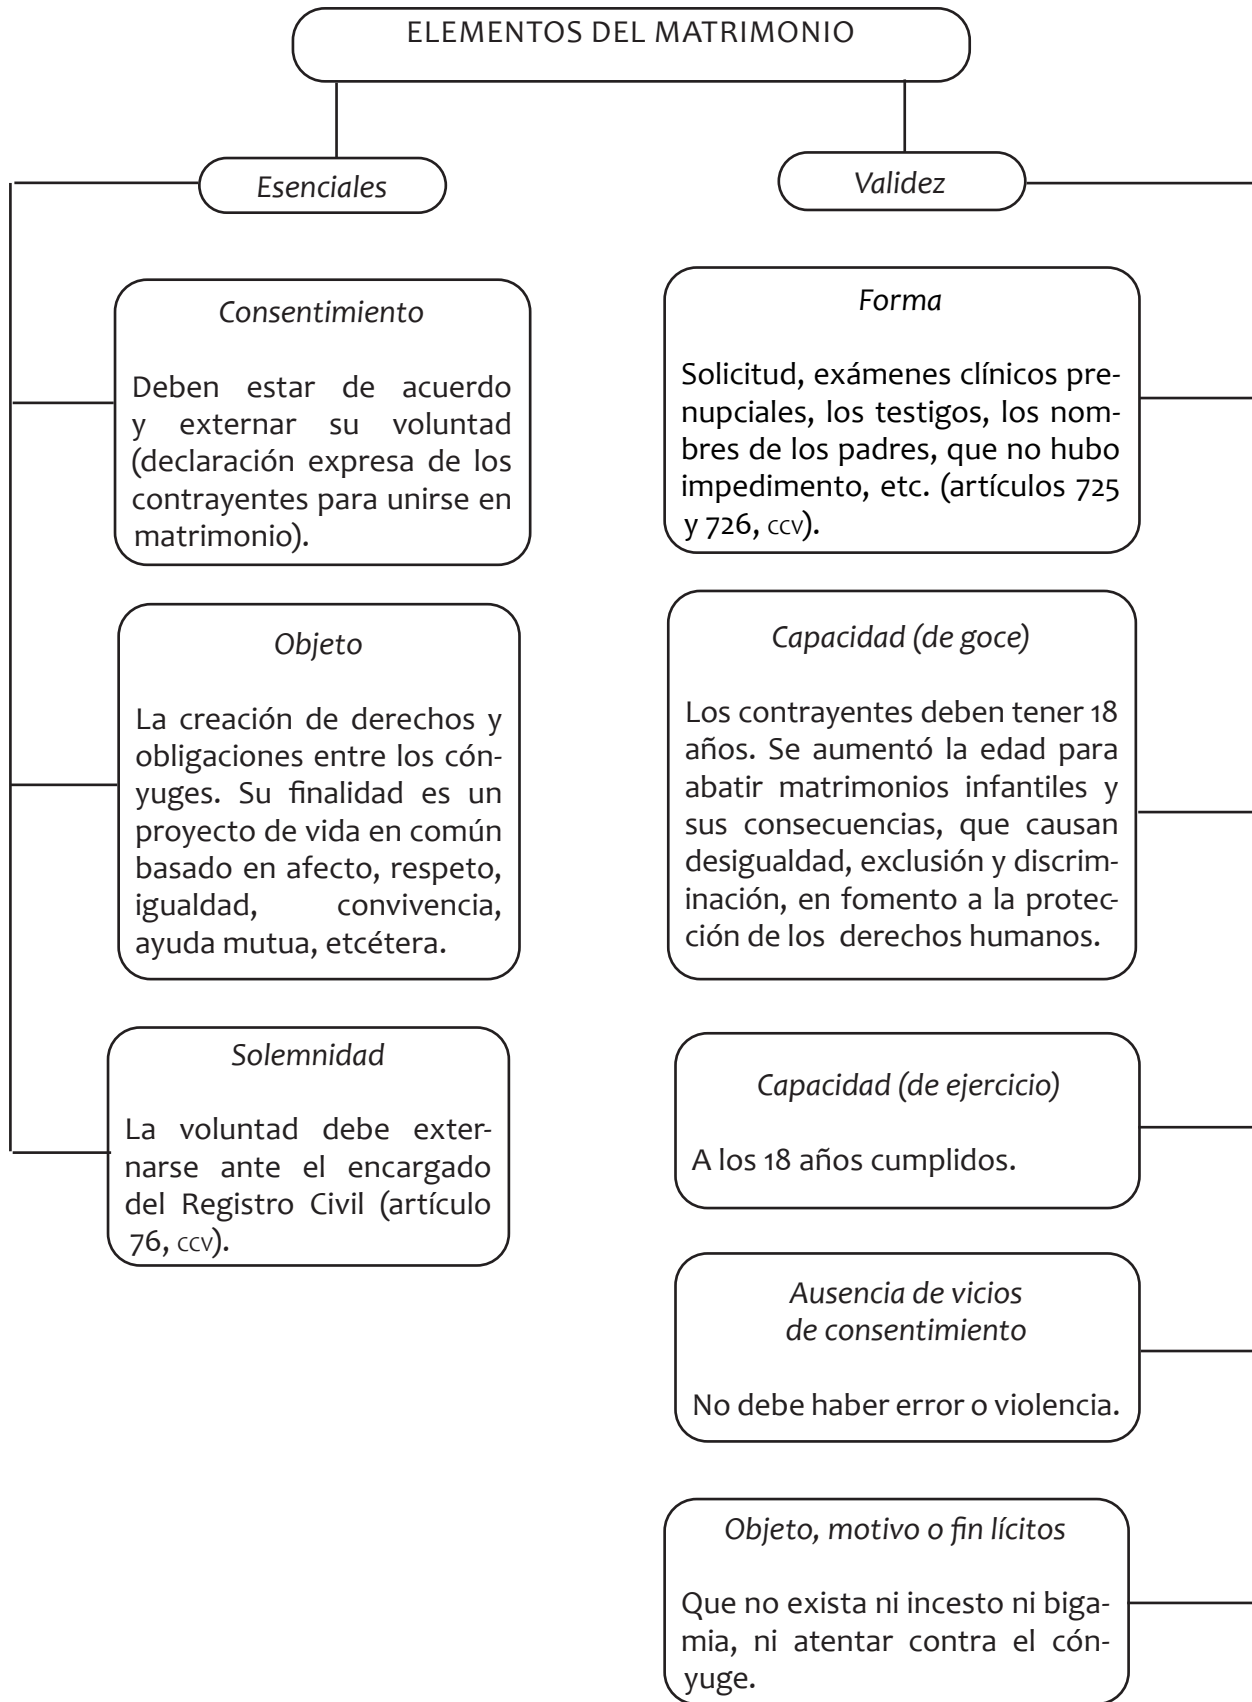 ELEMENTOS DEL MATRIMONIO
Esenciales
Consentimiento
Deben estar de acuerdo
y externar su voluntad
(declaración expresa de los
contrayentes para unirse en
matrimonio).
Objeto
La creación de derechos y
obligaciones entre los cón-
yuges. Su finalidad es un
proyecto de vida en común
basado en afecto, respeto,
igualdad, convivencia,
ayuda mutua, etcétera.
Solemnidad
La voluntad debe exter-
narse ante el encargado
del Registro Civil (artículo
76, CCV).
Validez
Forma
Solicitud, exámenes clínicos pre-
nupciales, los testigos, los nom-
bres de los padres, que no hubo
impedimento, etc. (artículos 725
y 726, CCV).
Capacidad (de goce)
Los contrayentes deben tener 18
años. Se aumentó la edad para
abatir matrimonios infantiles y
sus consecuencias, que causan
desigualdad, exclusión y discrim-
inación, en fomento a la protec-
ción de los derechos humanos.
Capacidad (de ejercicio)
A los 18 años cumplidos.
Ausencia de vicios
de consentimiento
No debe haber error o violencia.
Objeto, motivo o fin lícitos
Que no exista ni incesto ni biga-
mia, ni atentar contra el cón-
yuge.